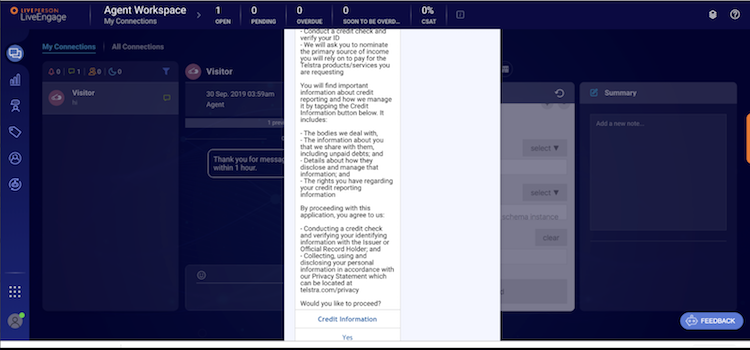 LIVEPERSON
LiveEngage
Agent Workspace
My Connections
1
OPEN
0
PENDING
0
OVERDUE
0
SOON TO BE OVERD...
0%
CSAT
My Connections
All Connections
0
1
0
0
Visitor
hi
Visitor
30 Sep. 2019 03:59am
Agent
1 previ
Thank you for messag
within 1 hour.
- Conduct a credit check and
verify your ID
- We will ask you to nominate
the primary source of income
you will rely on to pay for the
Telstra products/services you
are requesting
You will find important
information about credit
reporting and how we manage
it by tapping the Credit
Information button below. It
includes:
- The bodies we deal with,
- The information about you
that we share with them,
including unpaid debts; and
- Details about how they
disclose and manage that
information; and
- The rights you have regarding
your credit reporting
information
By proceeding with this
application, you agree to us:
- Conducting a credit check
and verifying your identifying
information with the Issuer or
Official Record Holder; and
- Collecting, using and
disclosing your personal
information in accordance with
our Privacy Statement which
can be located at
telstra.com/privacy
Would you like to proceed?
Credit Information
Yes
select
select
schema instance
clear
Summary
Add a new note...
FEEDBACK